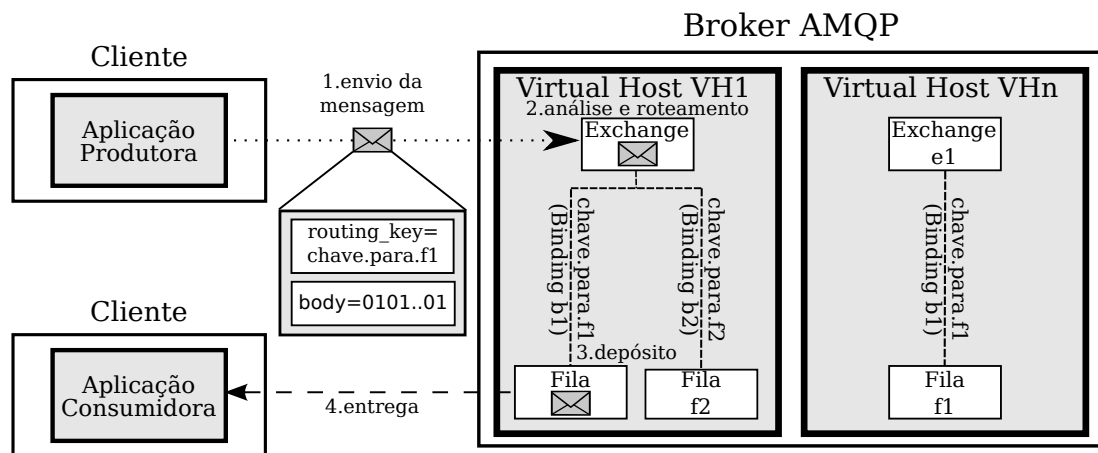 Broker AMQP
Cliente
Aplicação
Produtora
1.envio da
mensagem
routing_key=
chave.para.f1
body=0101..01
Virtual Host VH1
2.análise e roteamento
Exchange
chave.para.f1
(Binding b1)
chave.para.f2
(Binding b2)
3.depósito
Fila
Fila
f2
Virtual Host VHn
Exchange
e1
chave.para.f1
(Binding b1)
Fila
f1
Cliente
Aplicação
Consumidora
4.entrega